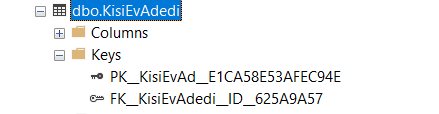 dbo.KisiEvAdedi
Columns
Keys
PK__KisiEvAd__E1CA58E53AFEC94E
FK__KisiEvAdedi__ID__625A9A57